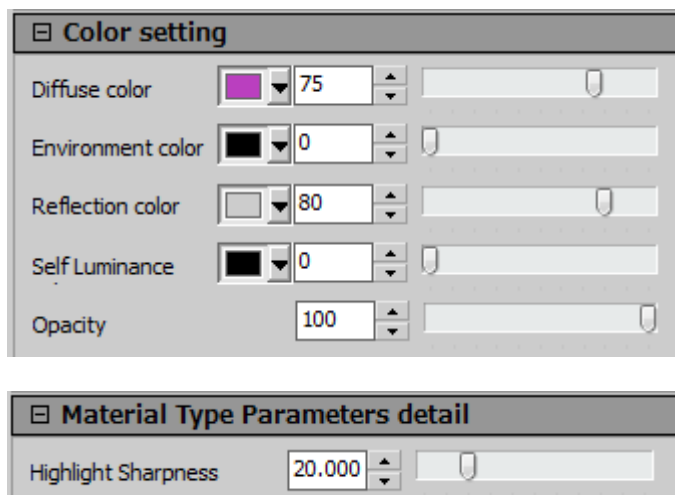 Color setting
Diffuse color 75
Environment color 0
Reflection color 80
Self Luminance 0
Opacity 100
Material Type Parameters detail
Highlight Sharpness 20.000